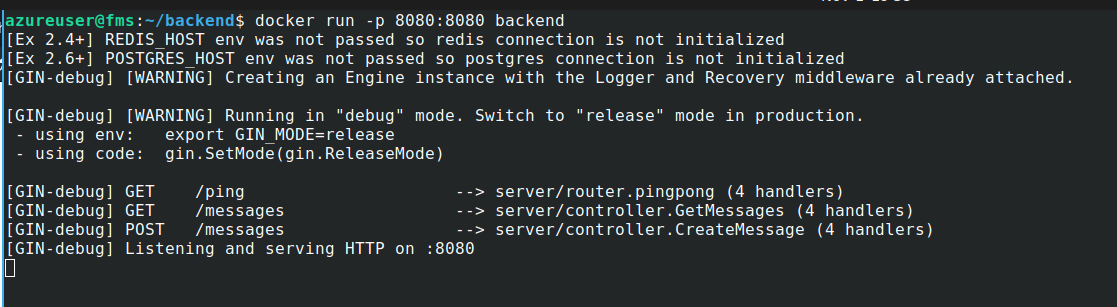 azureuser@fms:~/backend$ docker run -p 8080:8080 backend
[Ex 2.4+] REDIS_HOST env was not passed so redis connection is not initialized
[Ex 2.6+] POSTGRES_HOST env was not passed so postgres connection is not initialized
[GIN-debug] [WARNING] Creating an Engine instance with the Logger and Recovery middleware already attached.
[GIN-debug] [WARNING] Running in "debug" mode. Switch to "release" mode in production.
- using env:   export GIN_MODE=release
- using code:  gin.SetMode(gin.ReleaseMode)
[GIN-debug] GET    /ping                     --> server/router.pingpong (4 handlers)
[GIN-debug] GET    /messages                 --> server/controller.GetMessages (4 handlers)
[GIN-debug] POST   /messages                 --> server/controller.CreateMessage (4 handlers)
[GIN-debug] Listening and serving HTTP on :8080